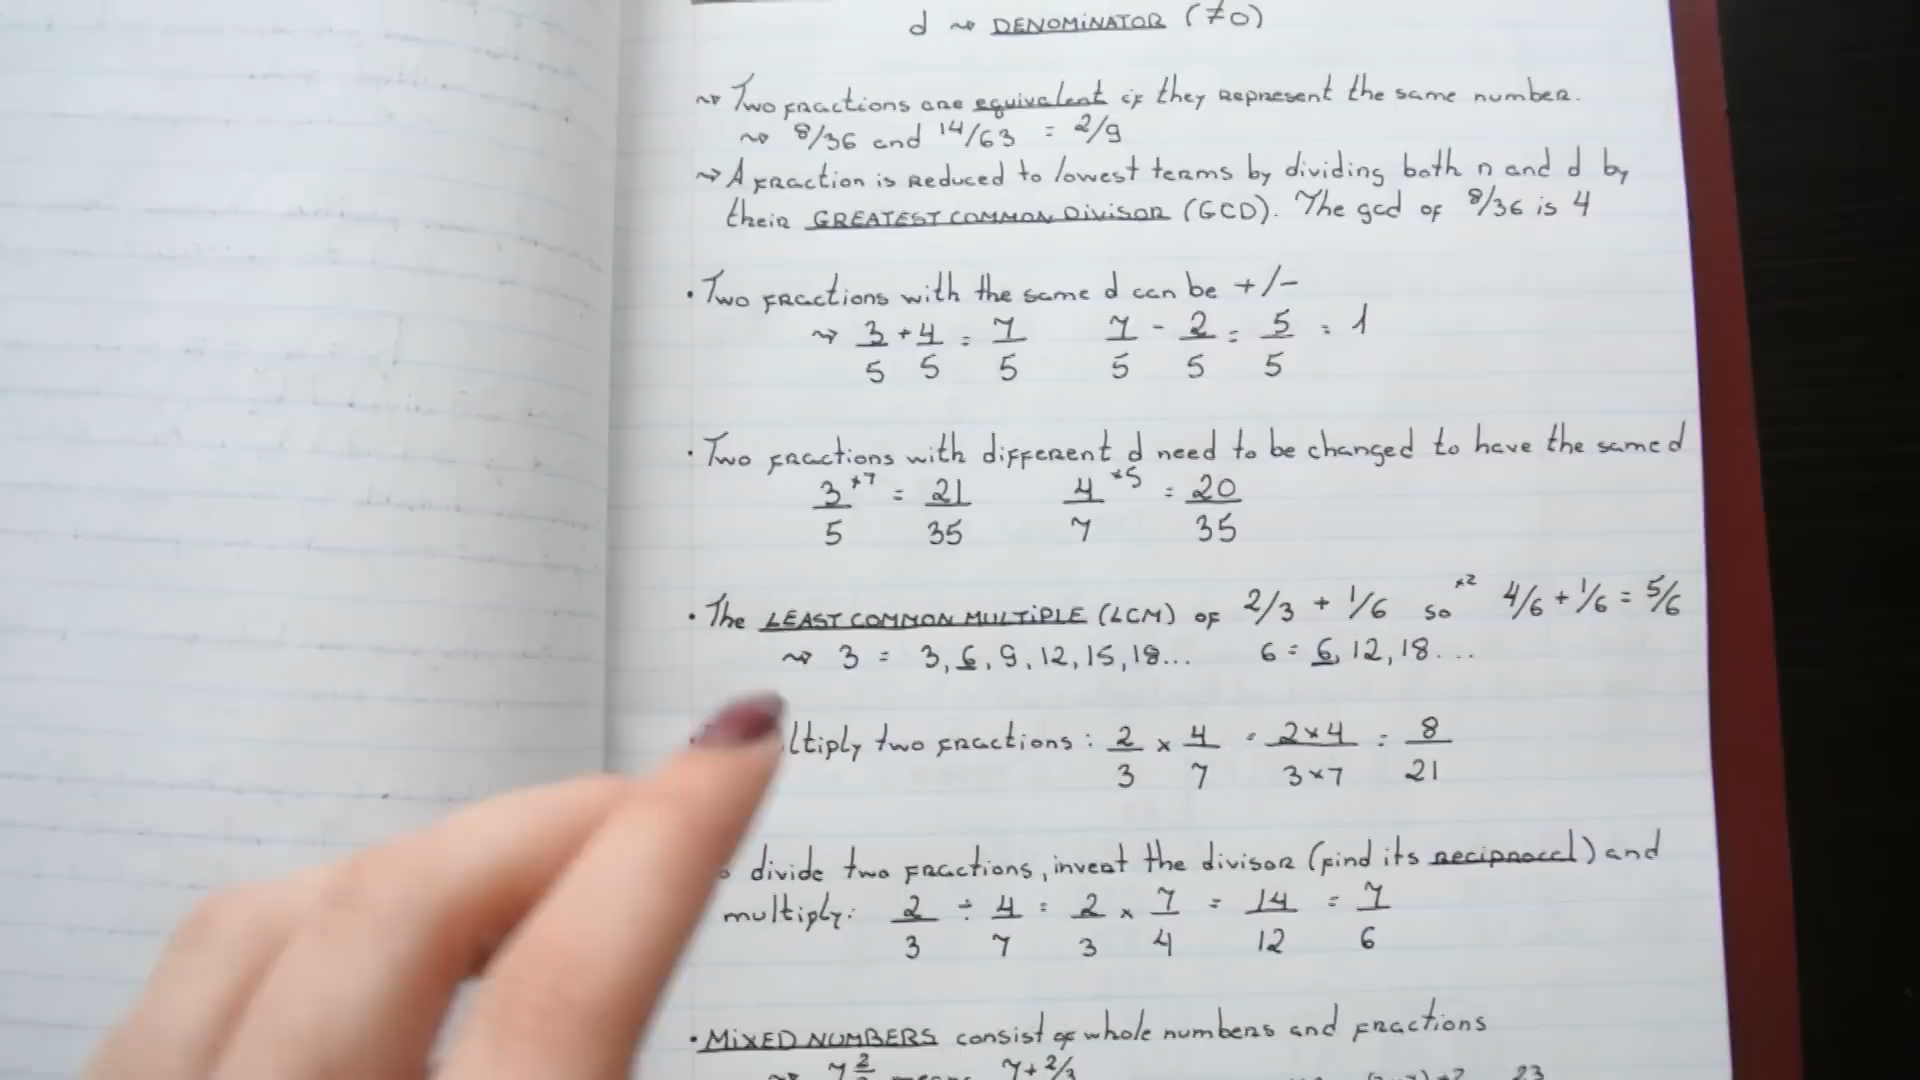 d ⇝ DENOMINATOR (≠0)
⇝ Two fractions are equivalent if they represent the same number.
⇝ 8/36 and 14/63 = 2/9
⇝ A fraction is reduced to lowest terms by dividing both n and d by
their GREATEST COMMON DIVISOR (GCD). The gcd of 8/36 is 4
• Two fractions with the same d can be +/-
⇝ 3/5 + 4/5 = 7/5 7/5 - 2/5 = 5/5 = 1
• Two fractions with different d need to be changed to have the same d
3/5 ×7 = 21/35 4/7 ×5 = 20/35
• The LEAST COMMON MULTIPLE (LCM) of 2/3 + 1/6 so ×2 4/6 + 1/6 = 5/6
⇝ 3 = 3, 6, 9, 12, 15, 18... 6 = 6, 12, 18...
ltiply two fractions: 2/3 × 4/7 = 2×4/3×7 = 8/21
o divide two fractions, invert the divisor (find its reciprocal) and
multiply: 2/3 ÷ 4/7 = 2/3 × 7/4 = 14/12 = 7/6
• MIXED NUMBERS consist of whole numbers and fractions
7+2/3 23